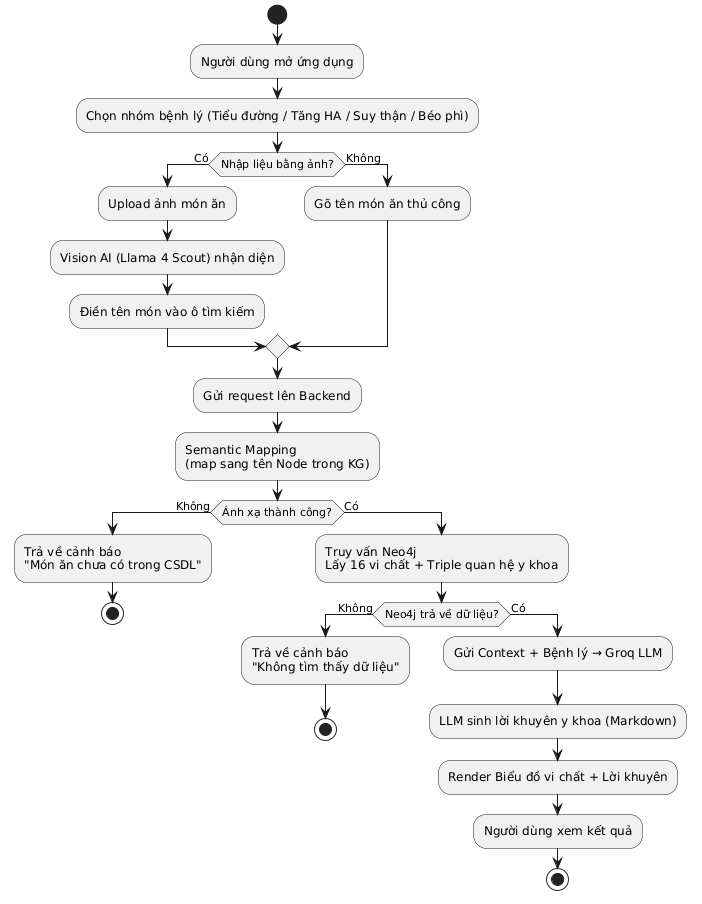 Người dùng mở ứng dụng
Chọn nhóm bệnh lý (Tiểu đường / Tăng HA / Suy thận / Béo phì)
Nhập liệu bằng ảnh?
Có
Không
Upload ảnh món ăn
Vision AI (Llama 4 Scout) nhận diện
Điền tên món vào ô tìm kiếm
Gõ tên món ăn thủ công
Gửi request lên Backend
Semantic Mapping
(map sang tên Node trong KG)
Ánh xạ thành công?
Không
Có
Trả về cảnh báo
"Món ăn chưa có trong CSDL"
Truy vấn Neo4j
Lấy 16 vi chất + Triple quan hệ y khoa
Neo4j trả về dữ liệu?
Không
Có
Trả về cảnh báo
"Không tìm thấy dữ liệu"
Gửi Context + Bệnh lý → Groq LLM
LLM sinh lời khuyên y khoa (Markdown)
Render Biểu đồ vi chất + Lời khuyên
Người dùng xem kết quả